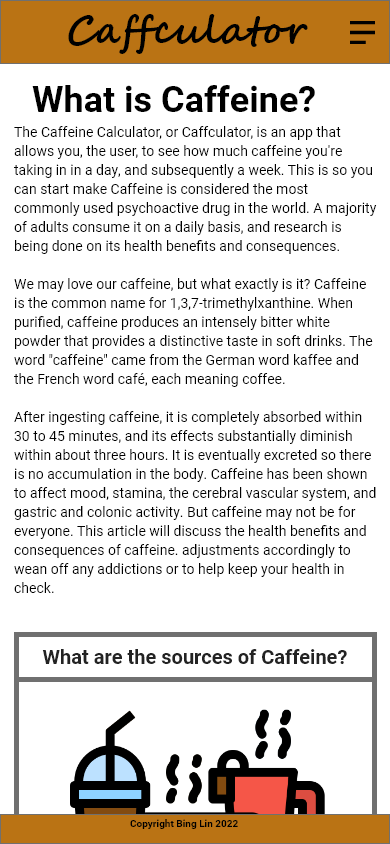 Caffculator
What is Caffeine?
The Caffeine Calculator, or Caffculator, is an app that
allows you, the user, to see how much caffeine you're
taking in in a day, and subsequently a week. This is so you
can start make Caffeine is considered the most
commonly used psychoactive drug in the world. A majority
of adults consume it on a daily basis, and research is
being done on its health benefits and consequences.
We may love our caffeine, but what exactly is it? Caffeine
is the common name for 1,3,7-trimethylxanthine. When
purified, caffeine produces an intensely bitter white
powder that provides a distinctive taste in soft drinks. The
word "caffeine" came from the German word kaffee and
the French word café, each meaning coffee.
After ingesting caffeine, it is completely absorbed within
30 to 45 minutes, and its effects substantially diminish
within about three hours. It is eventually excreted so there
is no accumulation in the body. Caffeine has been shown
to affect mood, stamina, the cerebral vascular system, and
gastric and colonic activity. But caffeine may not be for
everyone. This article will discuss the health benefits and
consequences of caffeine. adjustments accordingly to
wean off any addictions or to help keep your health in
check.
What are the sources of Caffeine?
Copyright Bing Lin 2022